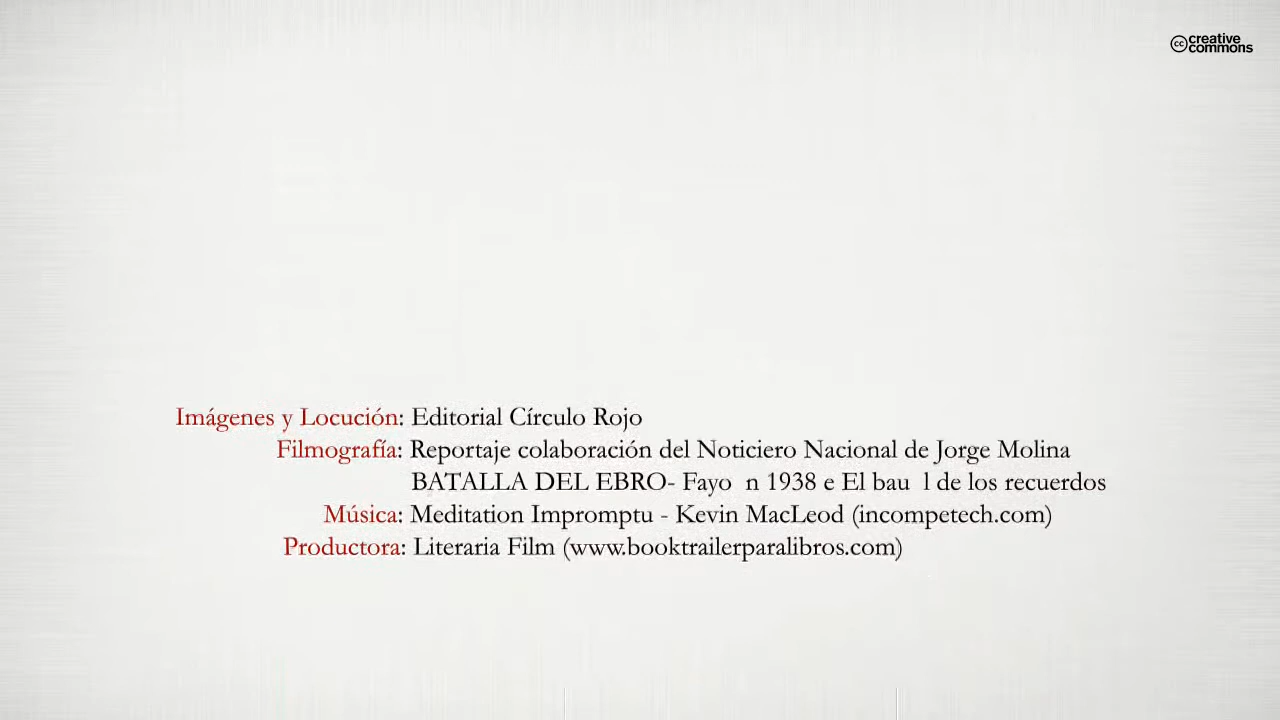 cc creative
commons
Imágenes y Locución: Editorial Círculo Rojo
Filmografía: Reportaje colaboración del Noticiero Nacional de Jorge Molina
BATALLA DEL EBRO- Fayo n 1938 e El bau l de los recuerdos
Música: Meditation Impromptu - Kevin MacLeod (incompetech.com)
Productora: Literaria Film (www.booktrailerparalibros.com)